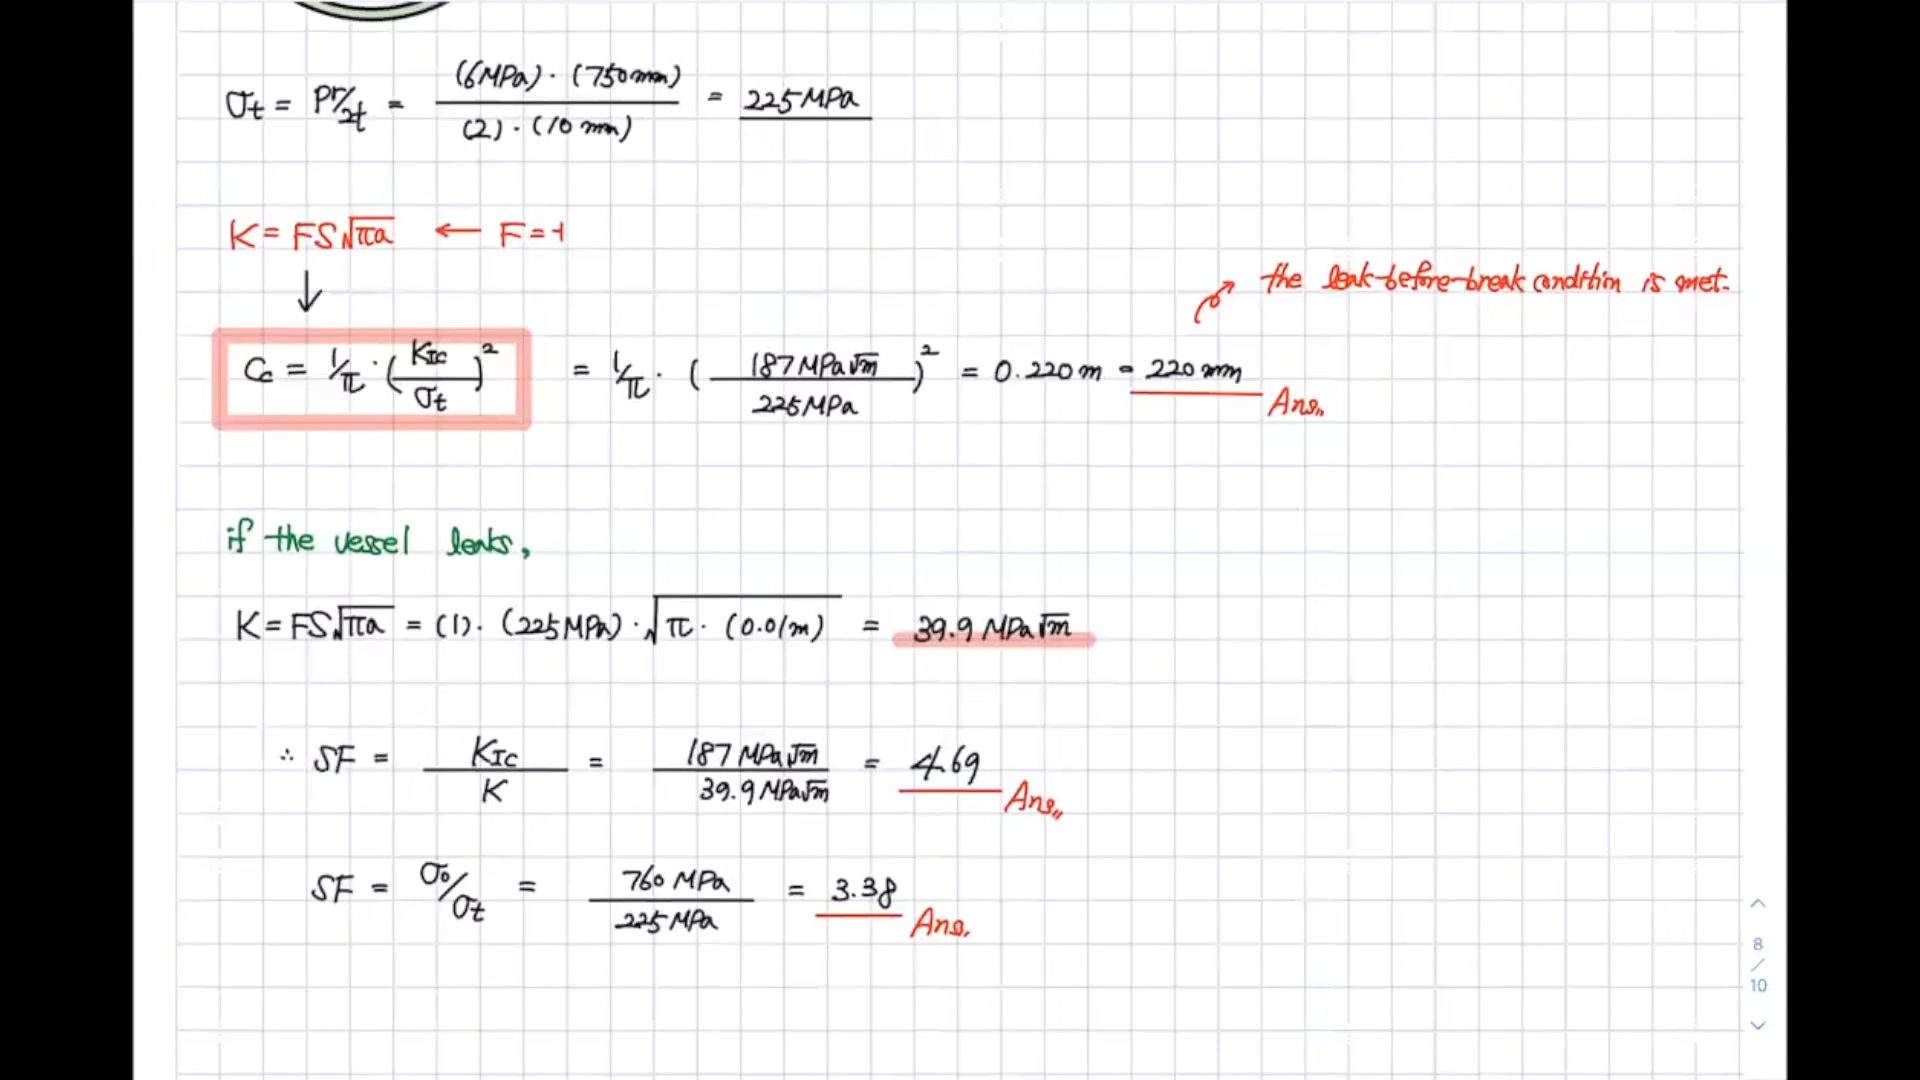 σt = Pr/2t = (6MPa)·(750mm) / (2)·(10mm) = 225MPa
K = FS√πa ← F=1
↓
the leak-before-break condition is met.
Cc = 1/π · (KIC / σt)² = 1/π · (187MPa√m / 225MPa)² = 0.220m = 220mm
Ans.
if the vessel leaks,
K = FS√πa = (1)·(225MPa)·√π·(0.01m) = 39.9MPa√m
∴ SF = KIC / K = 187MPa√m / 39.9MPa√m = 4.69
Ans.
SF = σo/σt = 760MPa / 225MPa = 3.38
Ans.
8
/
10